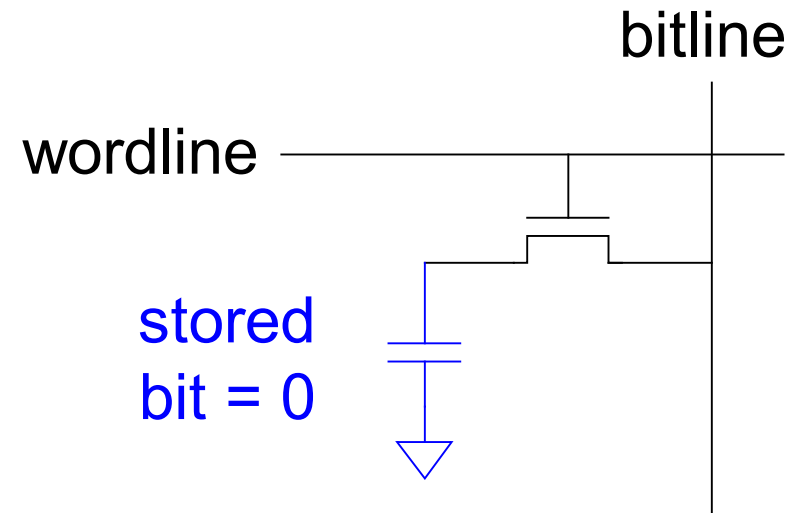 bitline
wordline
stored
bit = 0